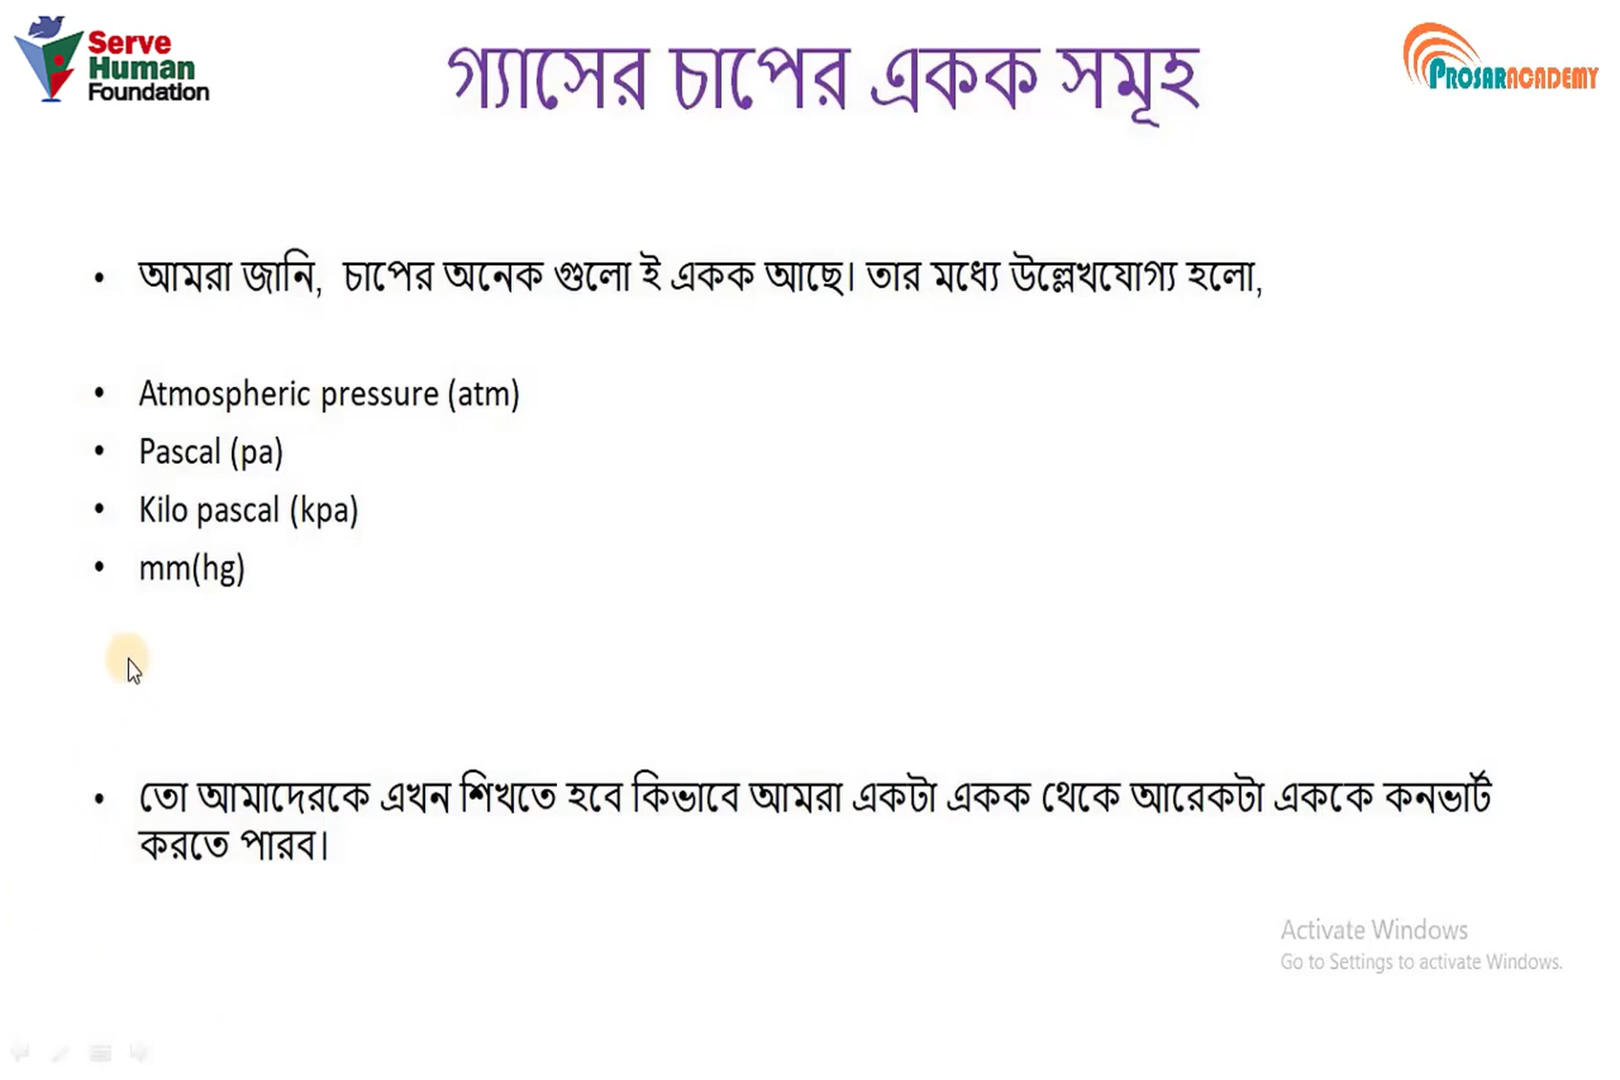 Serve
Human
Foundation
গ্যাসের চাপের একক সমূহ
PROSARACADEMY
• আমরা জানি, চাপের অনেক গুলো ই একক আছে। তার মধ্যে উল্লেখযোগ্য হলো,
• Atmospheric pressure (atm)
• Pascal (pa)
• Kilo pascal (kpa)
• mm(hg)
• তো আমাদেরকে এখন শিখতে হবে কিভাবে আমরা একটা একক থেকে আরেকটা এককে কনভার্ট
করতে পারব।
Activate Windows
Go to Settings to activate Windows.